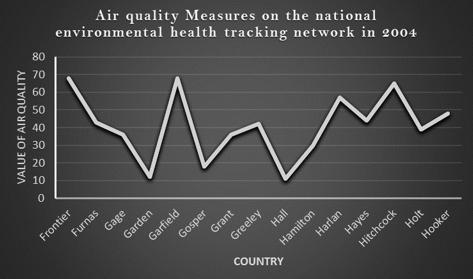 Air quality Measures on the national
environmental health tracking network in 2004
VALUE OF AIR QUALITY
80
70
60
50
40
30
20
10
0
Frontier
Furnas
Gage
Garden
Garfield
Gosper
Grant
Greeley
Hall
Hamilton
Harlan
Hayes
Hitchcock
Holt
Hooker
COUNTRY